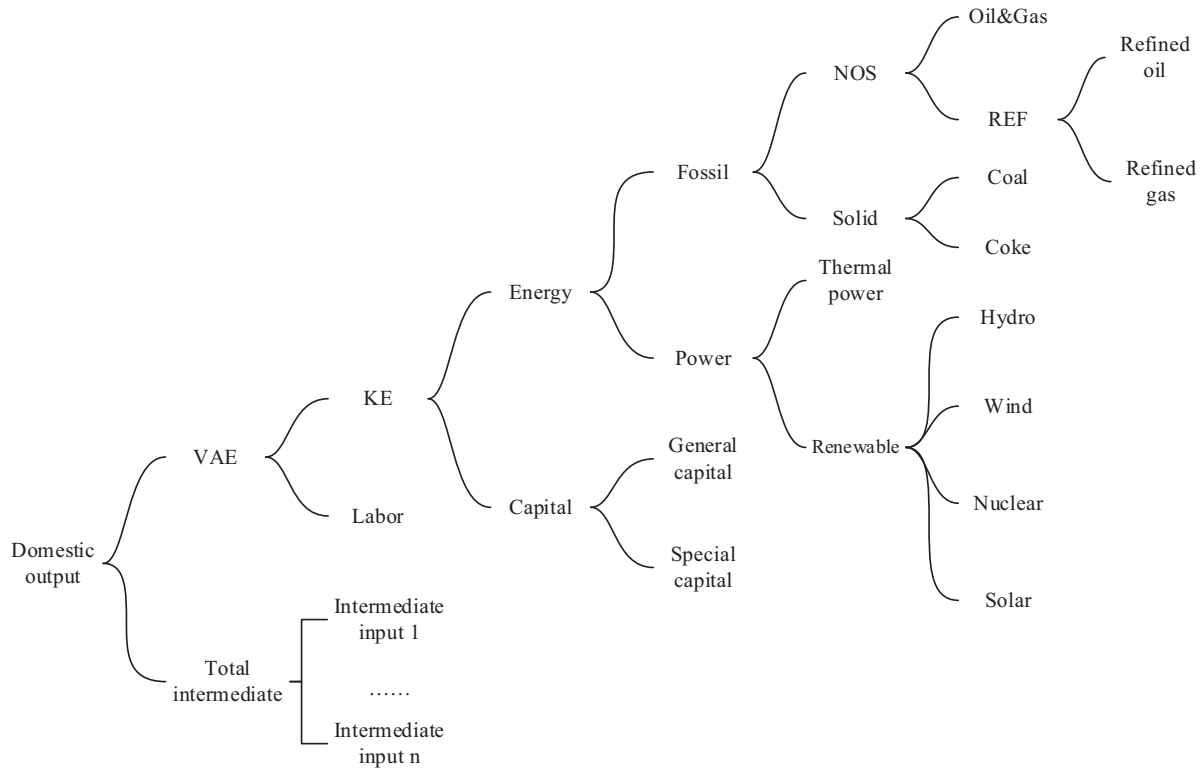 Oil&Gas
Refined
oil
NOS
REF
Fossil
Refined
gas
Coal
Solid
Coke
Thermal
power
Energy
Hydro
Power
KE
Wind
General
capital
Renewable
VAE
Capital
Nuclear
Labor
Special
capital
Domestic
output
Solar
Intermediate
input 1
Total
intermediate
......
Intermediate
input n